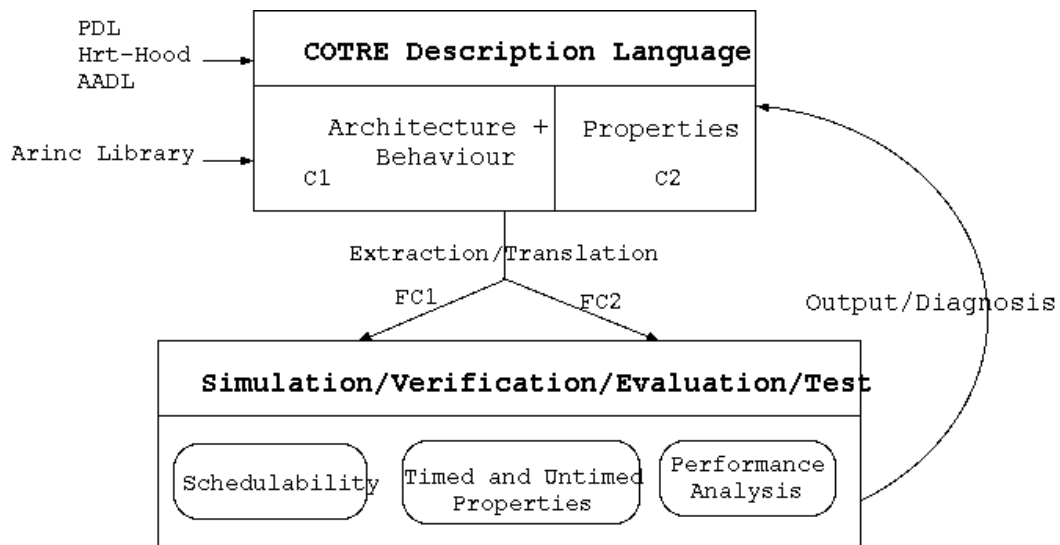 PDL
Hrt-Hood
AADL
COTRE Description Language
Arinc Library
Architecture +
Behaviour
C1
Properties
C2
Extraction/Translation
FC1
FC2
Output/Diagnosis
Simulation/Verification/Evaluation/Test
Schedulability
Timed and Untimed
Properties
Performance
Analysis